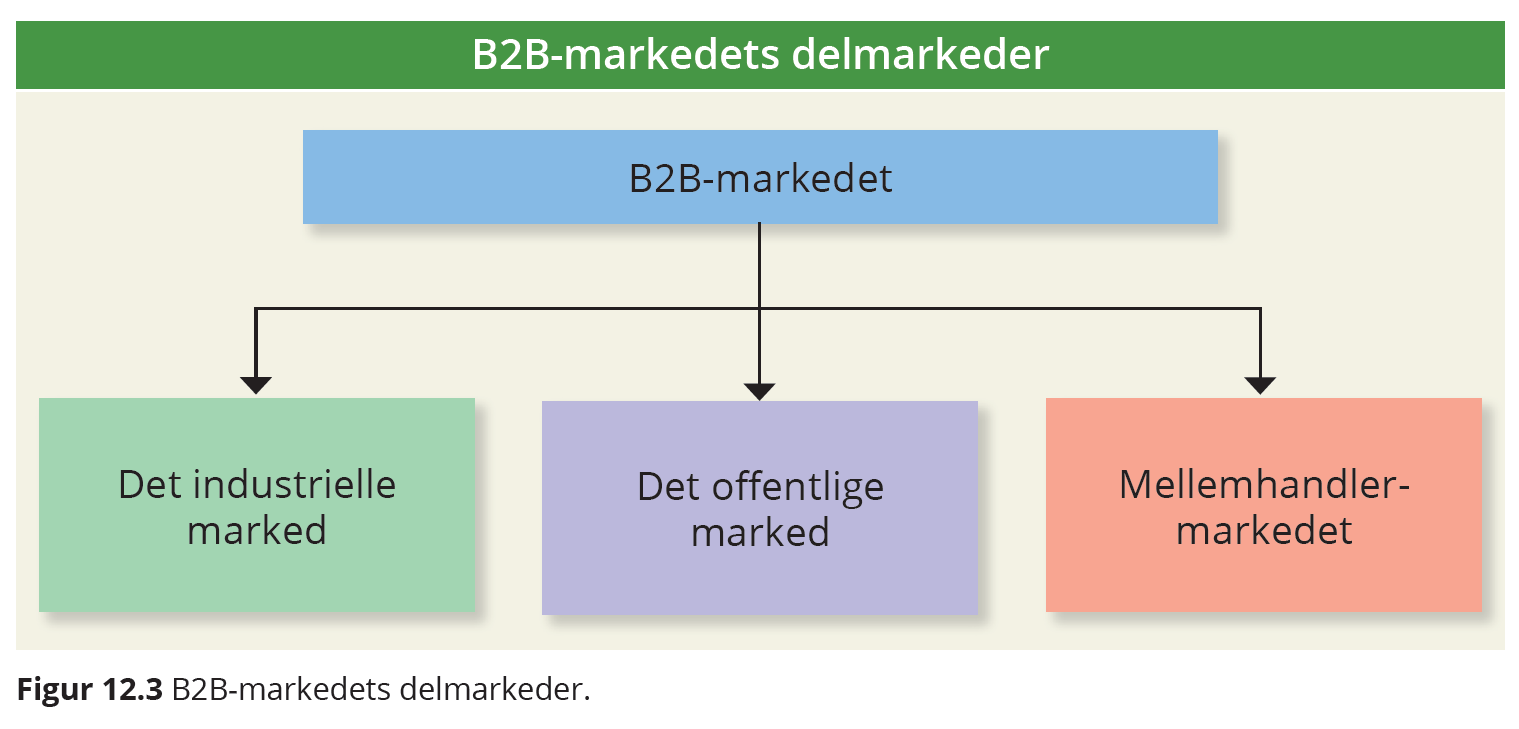 B2B-markedets delmarkeder
B2B-markedet
Det industrielle
marked
Det offentlige
marked
Mellemhandler-
markedet
Figur 12.3 B2B-markedets delmarkeder.